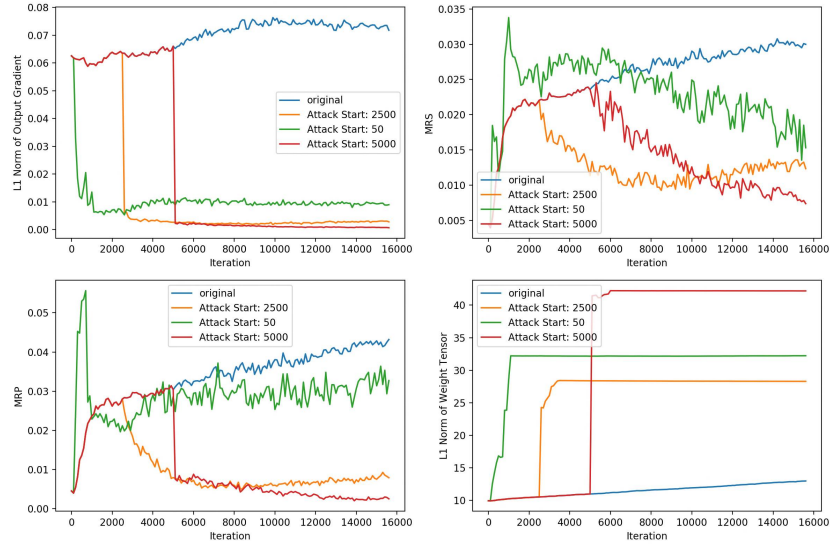 0.08
0.07
0.06
0.05
0.04
0.03
0.02
0.01
0.00
L1 Norm of Output Gradient
original
Attack Start: 2500
Attack Start: 50
Attack Start: 5000
0 2000 4000 6000 8000 10000 12000 14000 16000
Iteration
0.035
0.030
0.025
0.020
0.015
0.010
0.005
MRS
original
Attack Start: 2500
Attack Start: 50
Attack Start: 5000
0 2000 4000 6000 8000 10000 12000 14000 16000
Iteration
0.05
0.04
0.03
0.02
0.01
0.00
MRP
original
Attack Start: 2500
Attack Start: 50
Attack Start: 5000
0 2000 4000 6000 8000 10000 12000 14000 16000
Iteration
40
35
30
25
20
15
10
L1 Norm of Weight Tensor
original
Attack Start: 2500
Attack Start: 50
Attack Start: 5000
0 2000 4000 6000 8000 10000 12000 14000 16000
Iteration